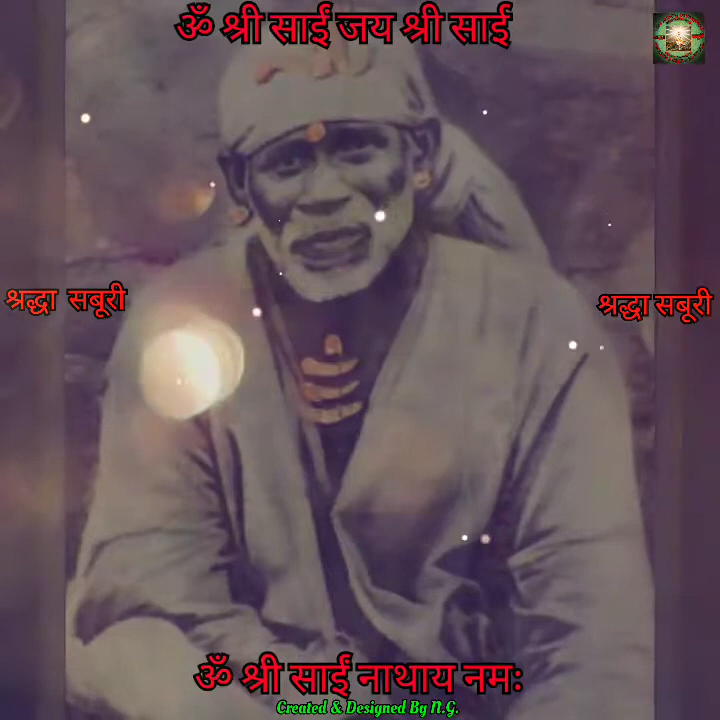 ॐ श्री साईं जय श्री साईं
श्रद्धा सबूरी
श्रद्धा सबूरी
ॐ श्री साईं नाथाय नमः
Created & Designed By N.G.